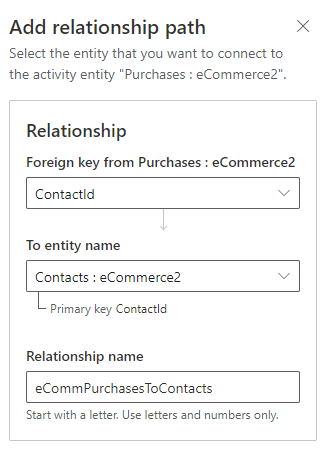 Add relationship path
Select the entity that you want to connect to
the activity entity "Purchases : eCommerce2".
Relationship
Foreign key from Purchases : eCommerce2
ContactId
To entity name
Contacts : eCommerce2
Primary key ContactId
Relationship name
eCommPurchasesToContacts
Start with a letter. Use letters and numbers only.